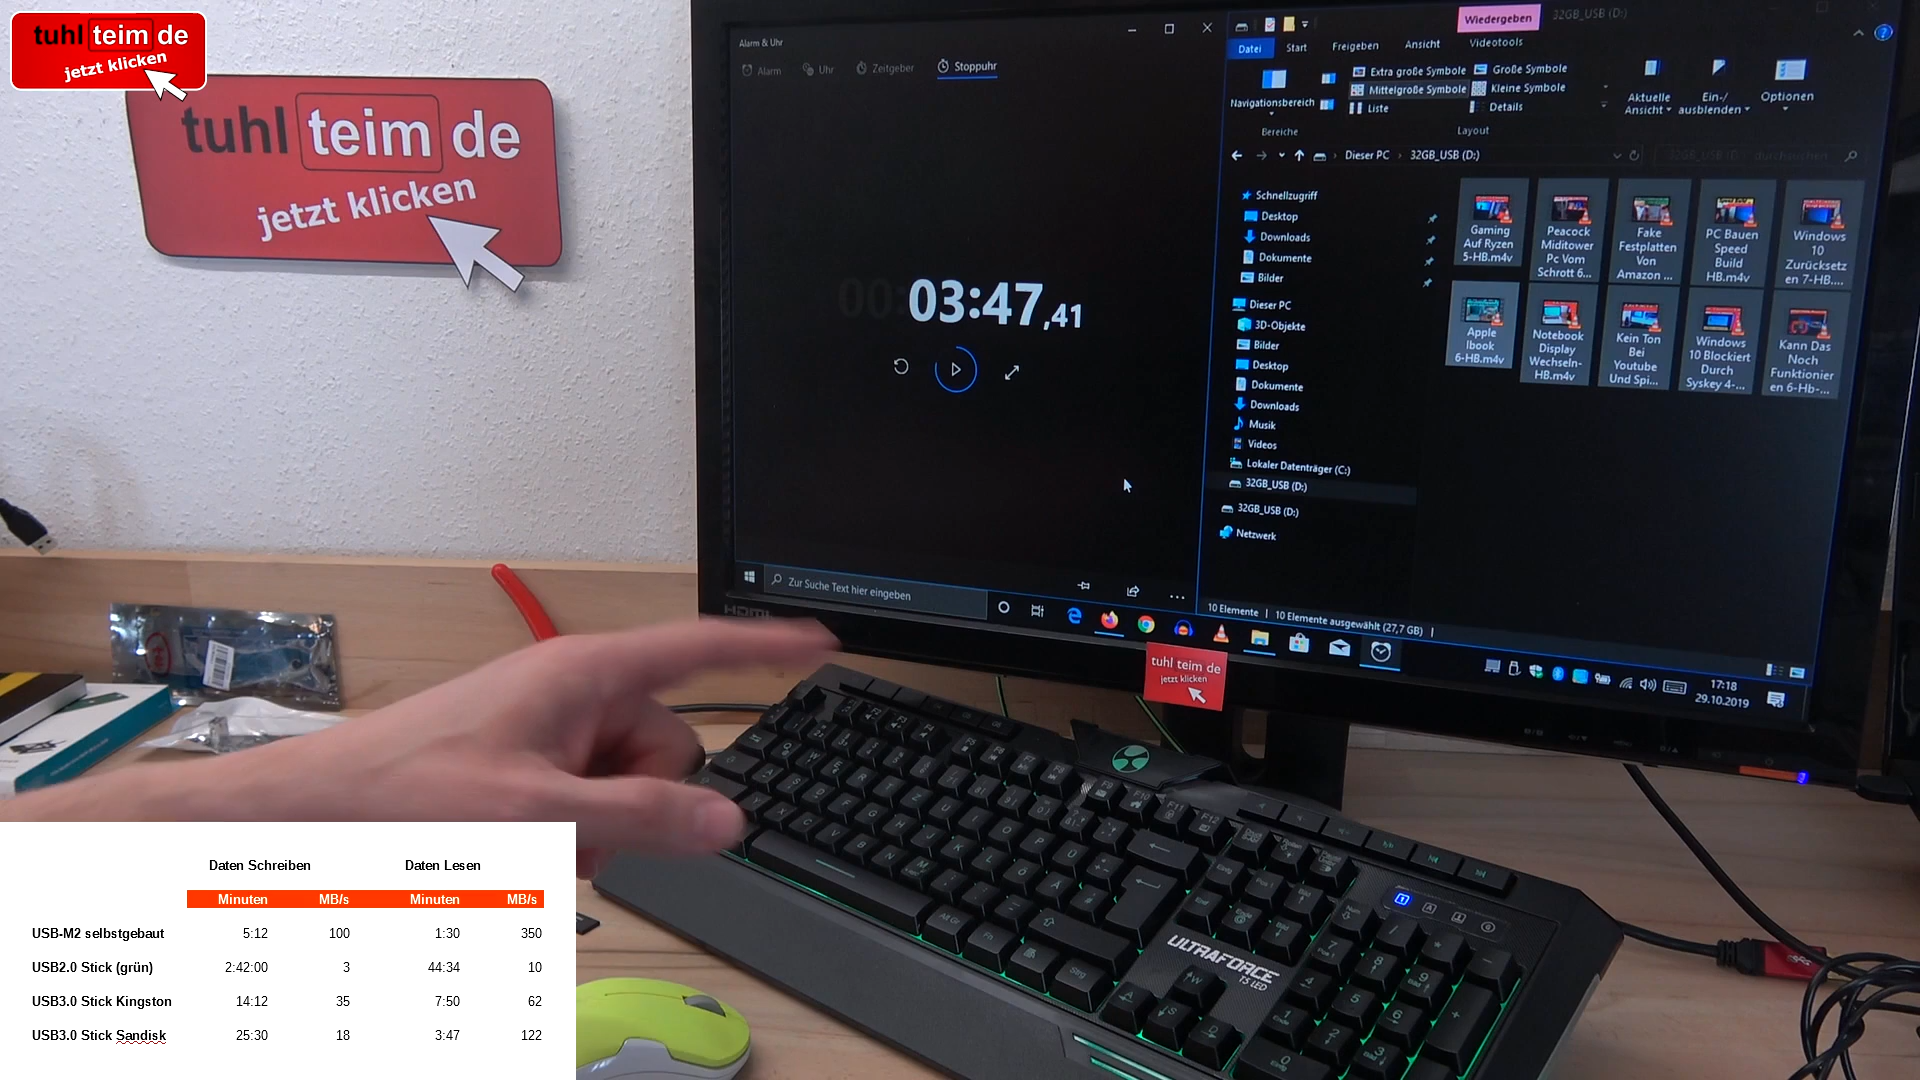 tuhl teim de
jetzt klicken
tuhl teim de
jetzt klicken
Alarm & Uhr
Alarm
Uhr
Zeitgeber
Stoppuhr
00:03:47,41
Zur Suche Text hier eingeben
HDMI
Wiedergeben
32GB_USB (D:)
Datei
Start
Freigeben
Ansicht
Videotools
Navigationsbereich
Extra große Symbole
Große Symbole
Mittelgroße Symbole
Kleine Symbole
Liste
Details
Aktuelle
Ansicht
Ein-/
ausblenden
Optionen
Bereiche
Layout
Dieser PC
32GB_USB (D:)
32GB_USB (D:) durchsuchen
Schnellzugriff
Desktop
Downloads
Dokumente
Bilder
Dieser PC
3D-Objekte
Bilder
Desktop
Dokumente
Downloads
Musik
Videos
Lokaler Datenträger (C:)
32GB_USB (D:)
32GB_USB (D:)
Netzwerk
Gaming
Auf Ryzen
5-HB.m4v
Peacock
Miditower
Pc Vom
Schrott 6...
Fake
Festplatten
Von
Amazon ...
PC Bauen
Speed
Build
HB.m4v
Windows
10
Zurücksetz
en 7-HB....
Apple
Ibook
6-HB.m4v
Notebook
Display
Wechseln-
HB.m4v
Kein Ton
Bei
Youtube
Und Spi...
Windows
10 Blockiert
Durch
Syskey 4-...
Kann Das
Noch
Funktionier
en 6-Hb-...
10 Elemente
10 Elemente ausgewählt (27,7 GB)
17:18
29.10.2019
tuhl teim de
jetzt klicken
ULTRAFORCE
T5 LED
Daten Schreiben Daten Lesen
Minuten MB/s Minuten MB/s
USB-M2 selbstgebaut 5:12 100 1:30 350
USB2.0 Stick (grün) 2:42:00 3 44:34 10
USB3.0 Stick Kingston 14:12 35 7:50 62
USB3.0 Stick Sandisk 25:30 18 3:47 122